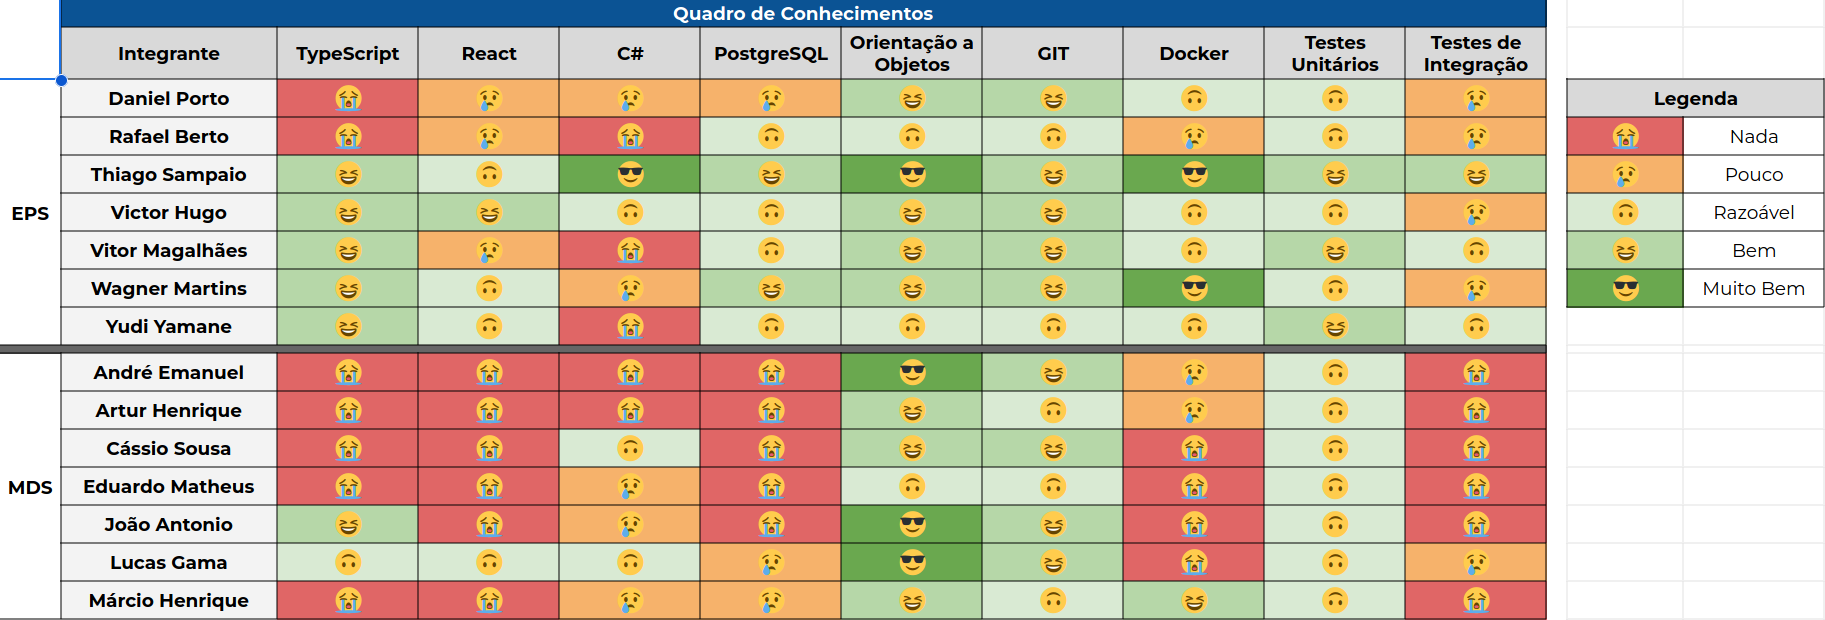 Quadro de Conhecimentos
Integrante TypeScript React C# PostgreSQL Orientação a Objetos GIT Docker Testes Unitários Testes de Integração
EPS
Daniel Porto 😭 😢 😢 😢 😆 😆 🙃 🙃 😢
Rafael Berto 😭 😢 😭 🙃 🙃 🙃 😢 🙃 😢
Thiago Sampaio 😆 🙃 😎 😆 😎 😆 😎 😆 😆
Victor Hugo 😆 😆 🙃 🙃 😆 😆 🙃 🙃 😢
Vitor Magalhães 😆 😢 😭 🙃 😆 😆 🙃 😆 🙃
Wagner Martins 😆 🙃 😢 😆 😆 😆 😎 🙃 😢
Yudi Yamane 😆 🙃 😭 🙃 🙃 🙃 🙃 😆 🙃
MDS
André Emanuel 😭 😭 😭 😭 😎 😆 😢 🙃 😭
Artur Henrique 😭 😭 😭 😭 😆 🙃 😢 🙃 😭
Cássio Sousa 😭 😭 🙃 😭 😆 😆 😭 🙃 😭
Eduardo Matheus 😭 😭 😢 😭 🙃 🙃 😭 🙃 😭
João Antonio 😆 😭 😢 😭 😎 😆 😭 🙃 😭
Lucas Gama 🙃 🙃 🙃 😢 😎 😆 😭 🙃 😢
Márcio Henrique 😭 😭 😢 😢 😆 🙃 😆 🙃 😭
Legenda
😭 Nada
😢 Pouco
🙃 Razoável
😆 Bem
😎 Muito Bem